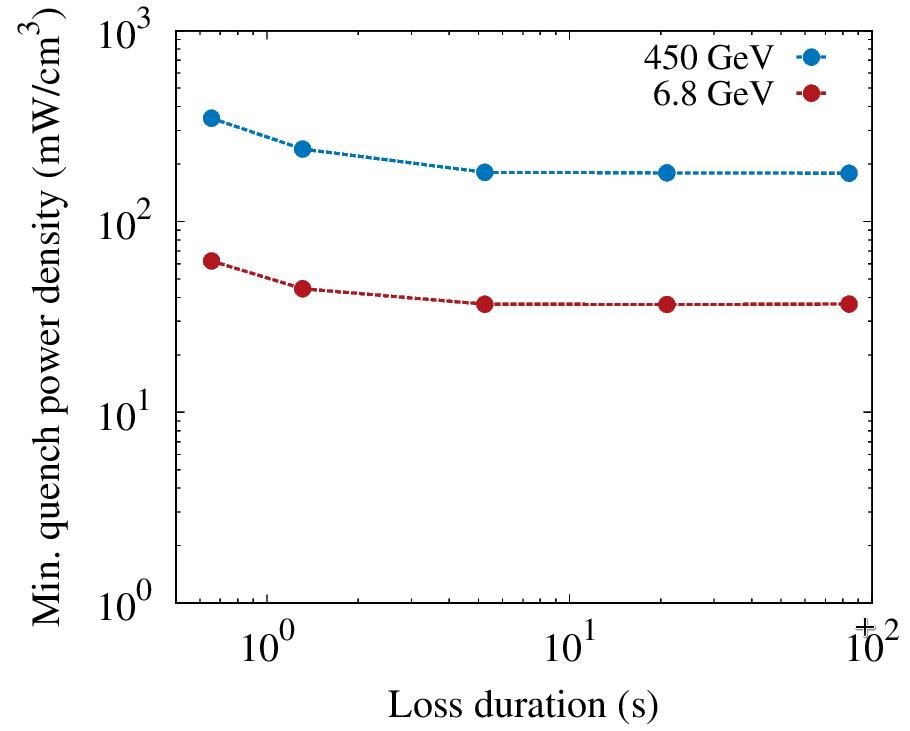 Min. quench power density (mW/cm³)
10³
10²
10¹
10⁰
450 GeV
6.8 GeV
10⁰ 10¹ 10²
Loss duration (s)